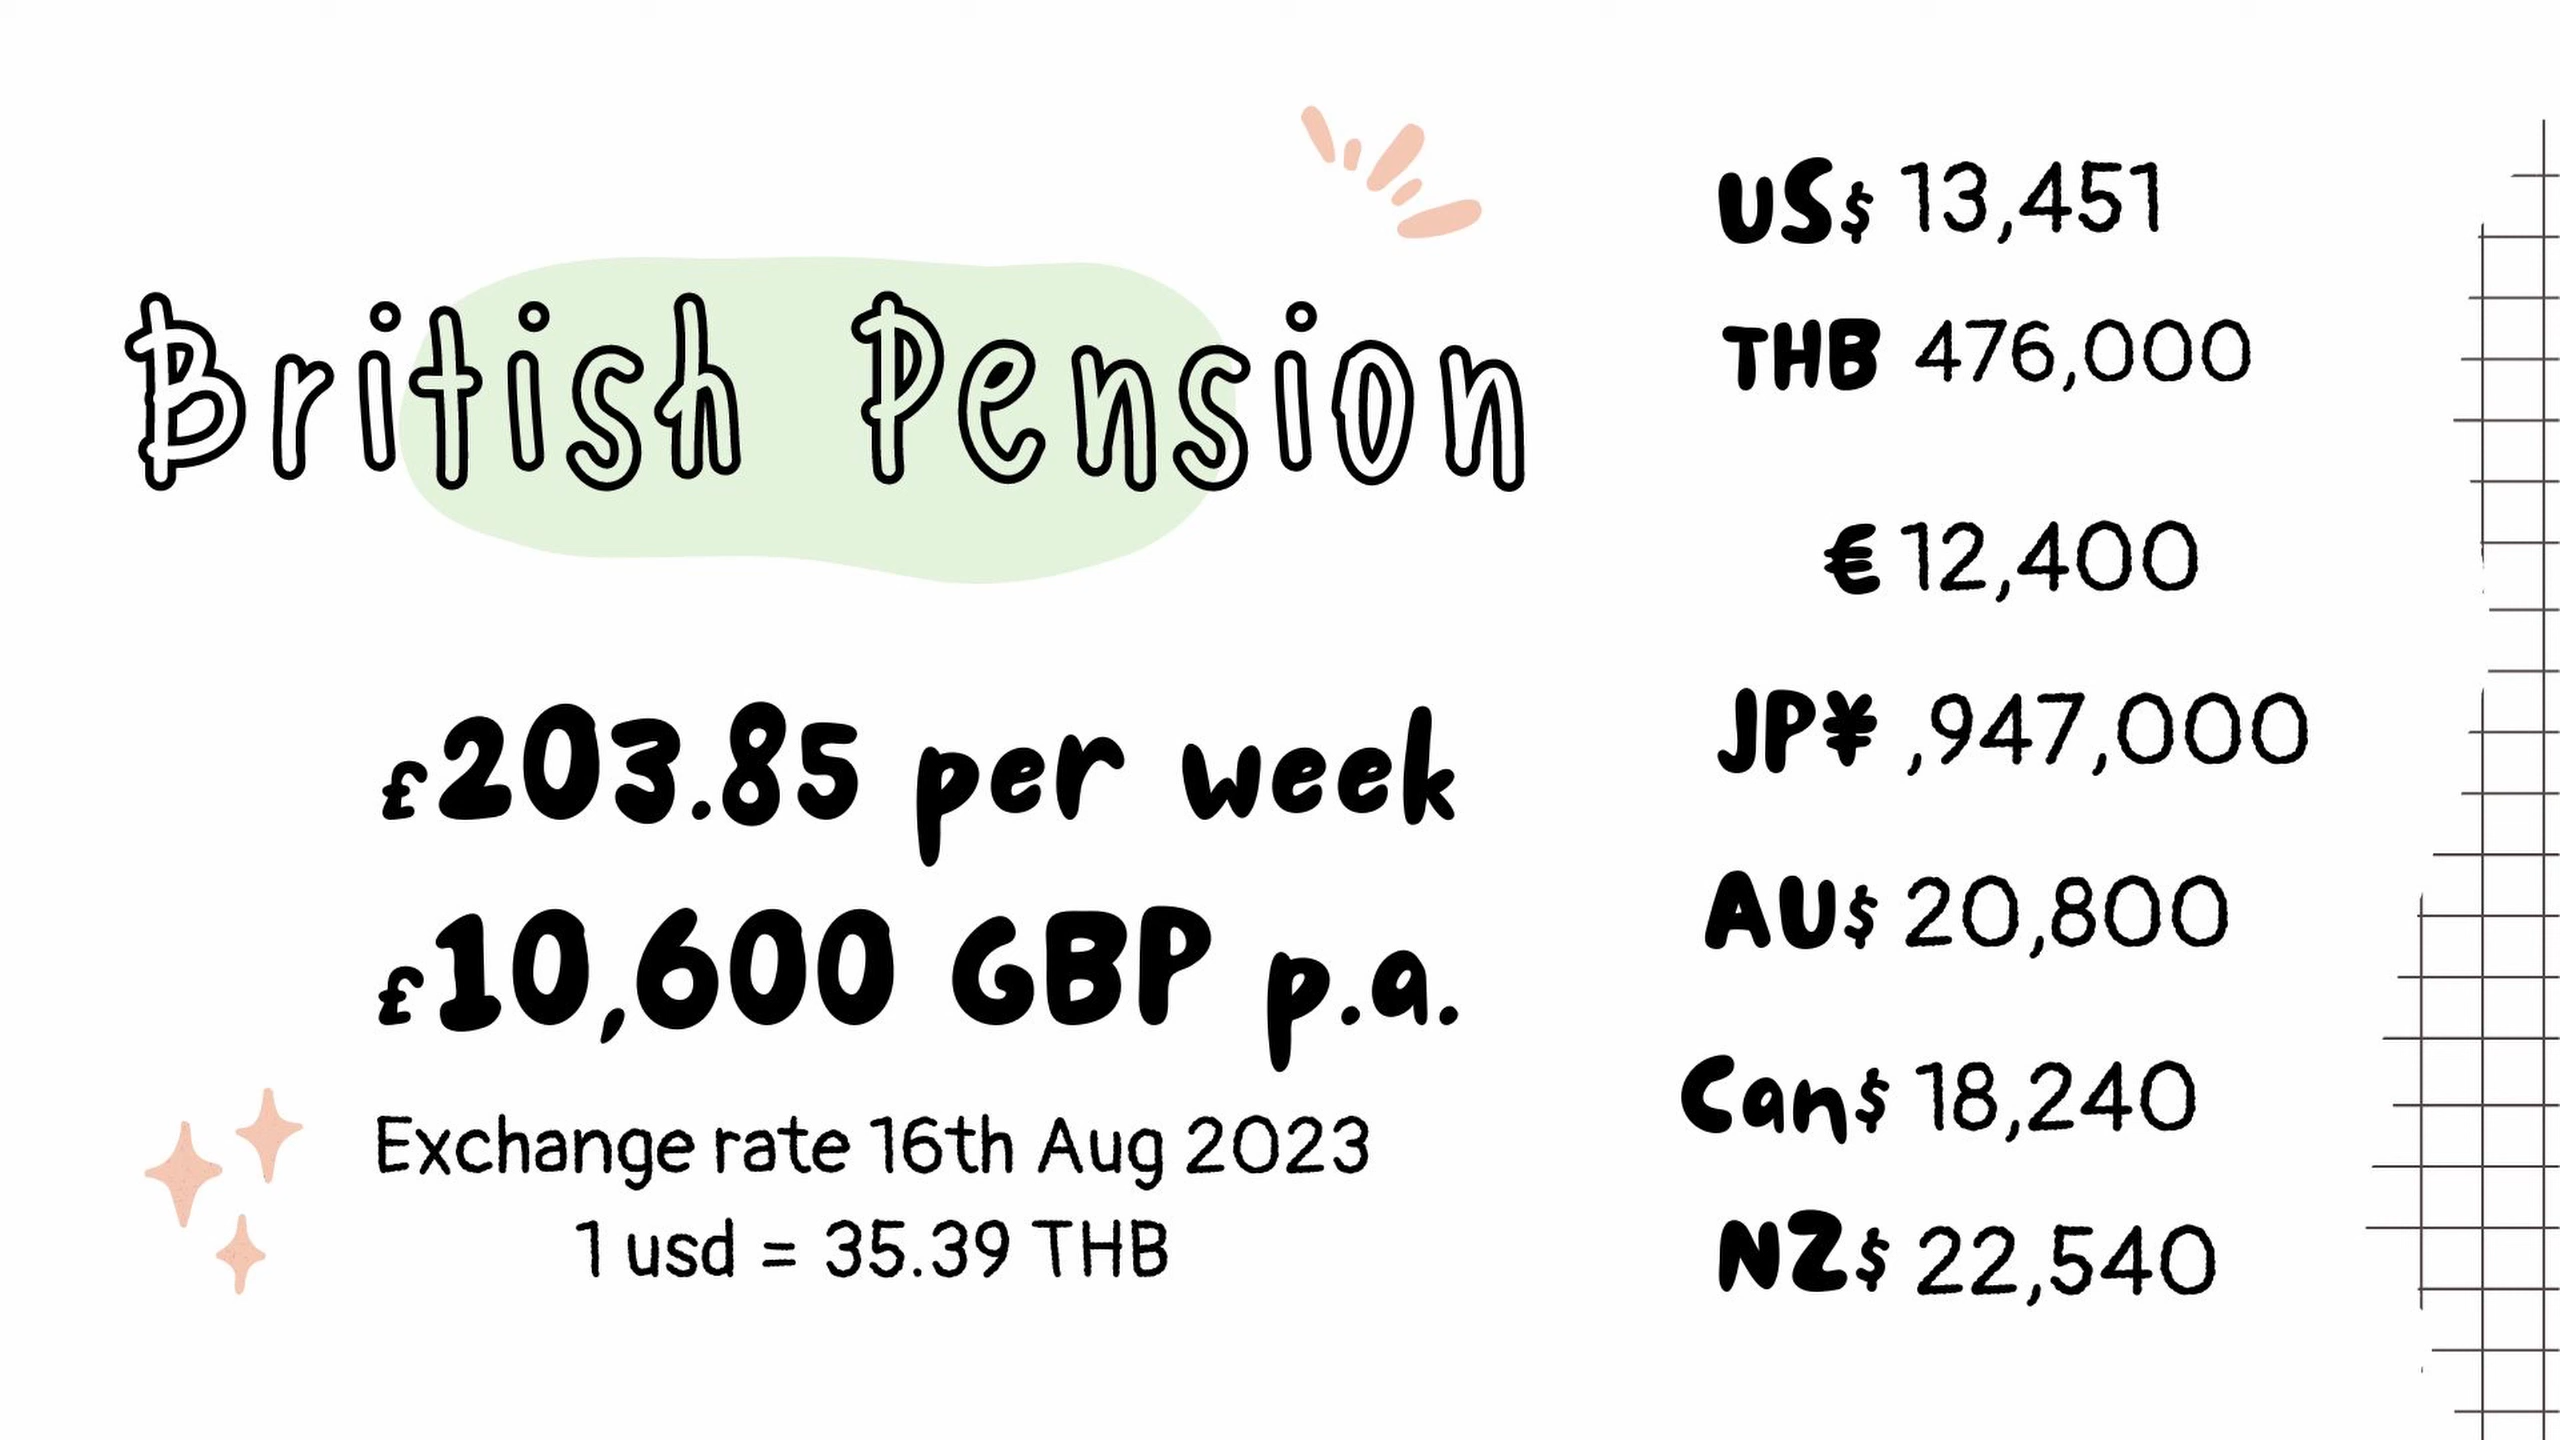 British Pension
£203.85 per week
£10,600 GBP p.a.
Exchange rate 16th Aug 2023
1 usd = 35.39 THB
US$ 13,451
THB 476,000
€ 12,400
JP¥ ,947,000
AU$ 20,800
Can$ 18,240
NZ$ 22,540